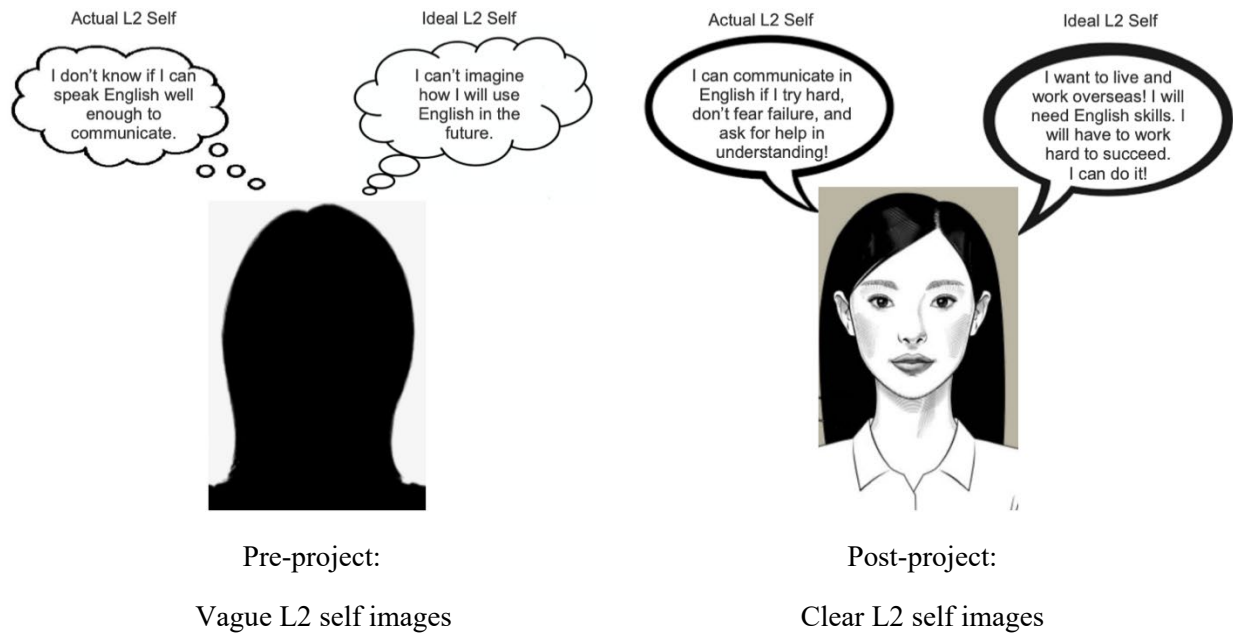 Actual L2 Self
I don't know if I can
speak English well
enough to
communicate.
Ideal L2 Self
I can't imagine
how I will use
English in the
future.
Pre-project:
Vague L2 self images
Actual L2 Self
I can communicate in
English if I try hard,
don't fear failure, and
ask for help in
understanding!
Ideal L2 Self
I want to live and
work overseas! I will
need English skills. I
will have to work
hard to succeed.
I can do it!
Post-project:
Clear L2 self images